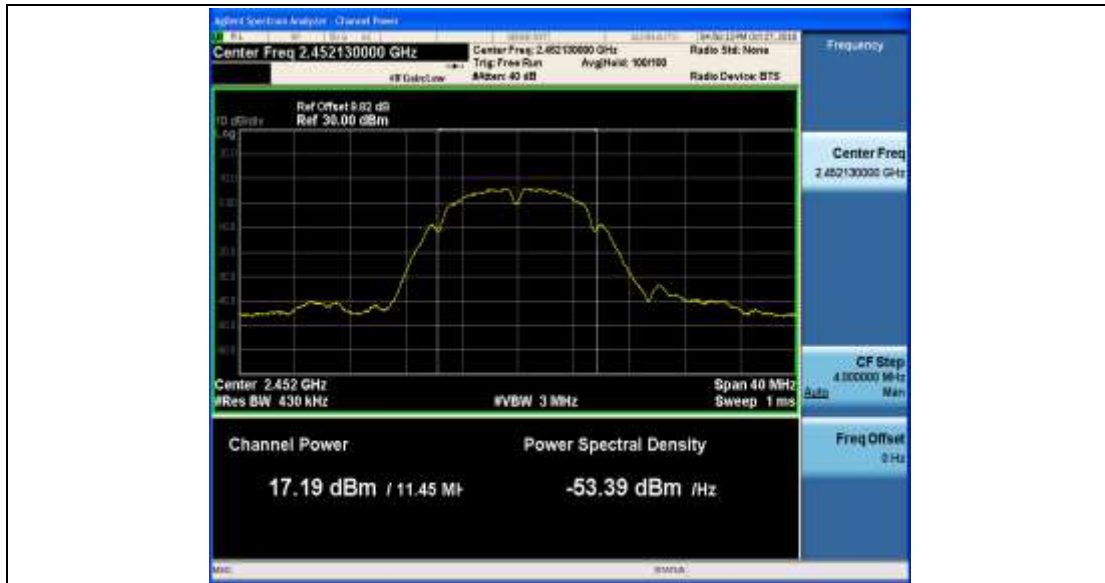 Agilent Spectrum Analyzer - Channel Power
Center Freq 2.452130000 GHz
Center Freq: 2.452130000 GHz
Radio Std: None
Trig: Free Run
Avg|Hold: 100/100
#IFGain:Low
#Atten: 40 dB
Radio Device: BTS
Frequency
Ref Offset 9.82 dB
10 dB/div
Ref 30.00 dBm
Log
Center Freq
2.452130000 GHz
Center 2.452 GHz
Span 40 MHz
#Res BW 430 kHz
#VBW 3 MHz
Sweep 1 ms
CF Step
4.000000 MHz
Auto
Man
Channel Power
Power Spectral Density
17.19 dBm / 11.45 MH
-53.39 dBm /Hz
Freq Offset
0 Hz
MSG
STATUS